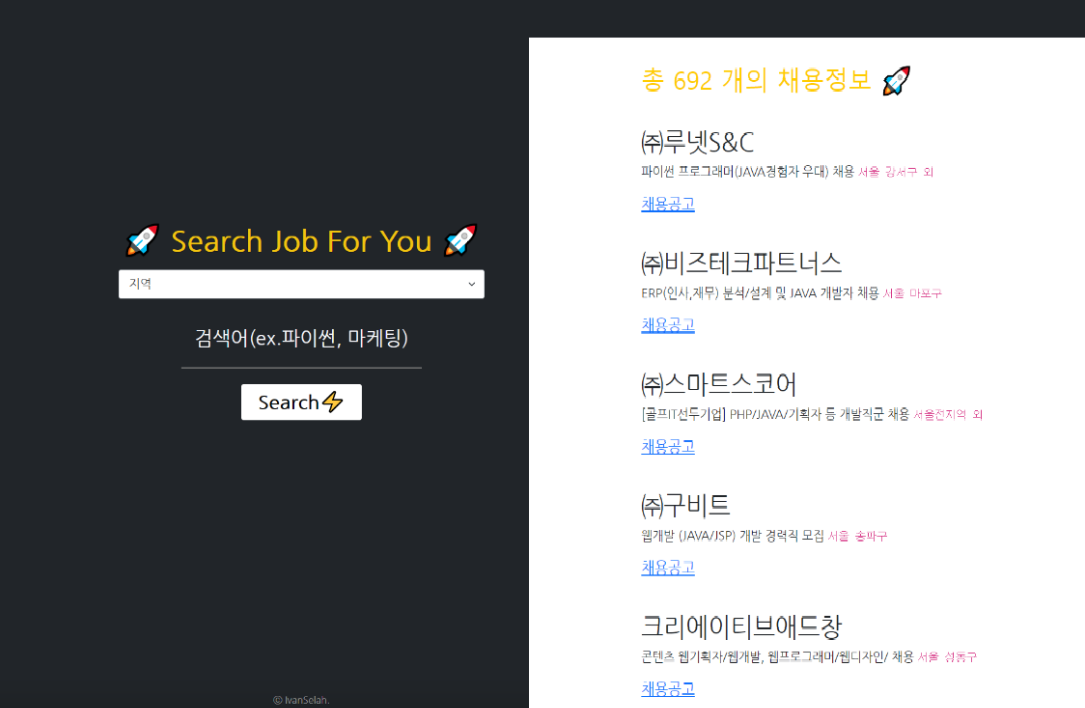 🚀 Search Job For You 🚀
지역
검색어(ex.파이썬, 마케팅)
Search⚡
© IvanSelah.
총 692 개의 채용정보 🚀
㈜루넷S&C
파이썬 프로그래머(JAVA경험자 우대) 채용 서울 강서구 외
채용공고
㈜비즈테크파트너스
ERP(인사,재무) 분석/설계 및 JAVA 개발자 채용 서울 마포구
채용공고
㈜스마트스코어
[골프IT선두기업] PHP/JAVA/기획자 등 개발직군 채용 서울전지역 외
채용공고
㈜구비트
웹개발 (JAVA/JSP) 개발 경력직 모집 서울 송파구
채용공고
크리에이티브애드창
콘텐츠 웹기획자/웹개발, 웹프로그래머/웹디자인/ 채용 서울 성동구
채용공고